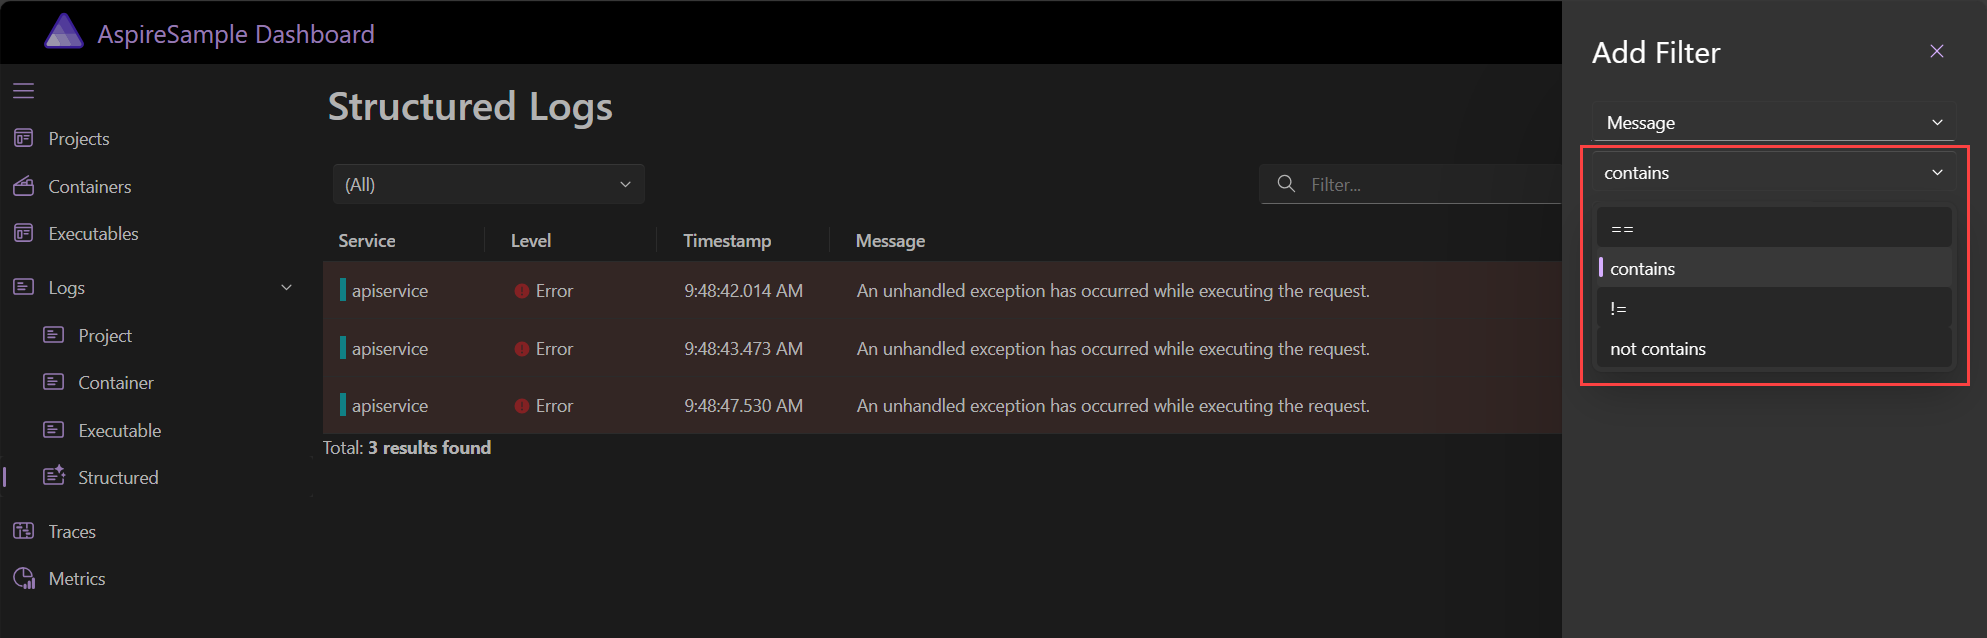 AspireSample Dashboard
Projects
Containers
Executables
Logs
Project
Container
Executable
Structured
Traces
Metrics
Structured Logs
(All)
Filter...
Service Level Timestamp Message
apiservice Error 9:48:42.014 AM An unhandled exception has occurred while executing the request.
apiservice Error 9:48:43.473 AM An unhandled exception has occurred while executing the request.
apiservice Error 9:48:47.530 AM An unhandled exception has occurred while executing the request.
Total: 3 results found
Add Filter
Message
contains
==
contains
!=
not contains